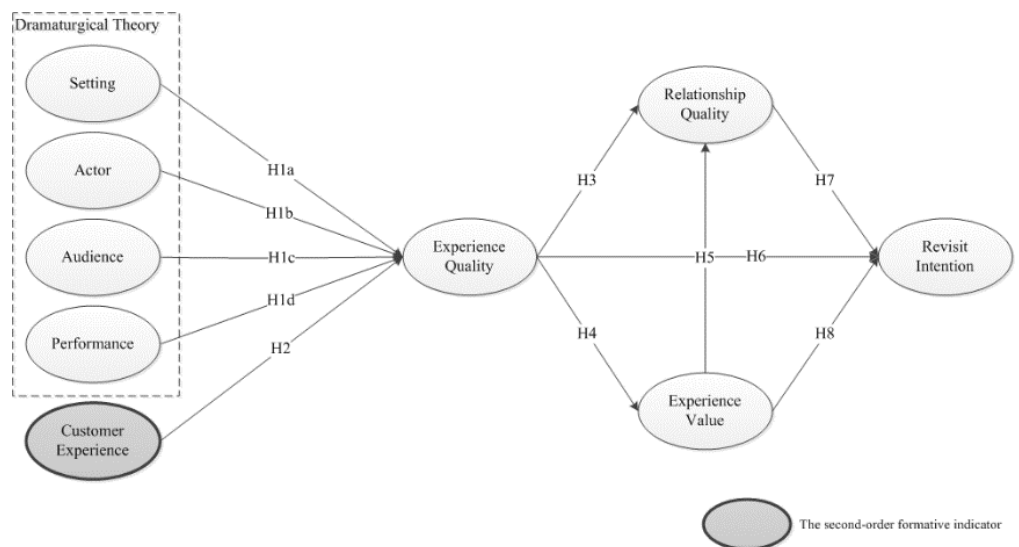 Dramaturgical Theory
Setting
Actor
Audience
Performance
Customer
Experience
H1a
H1b
H1c
H1d
H2
Experience
Quality
H3
H4
H5
H6
Relationship
Quality
Experience
Value
H7
H8
Revisit
Intention
The second-order formative indicator